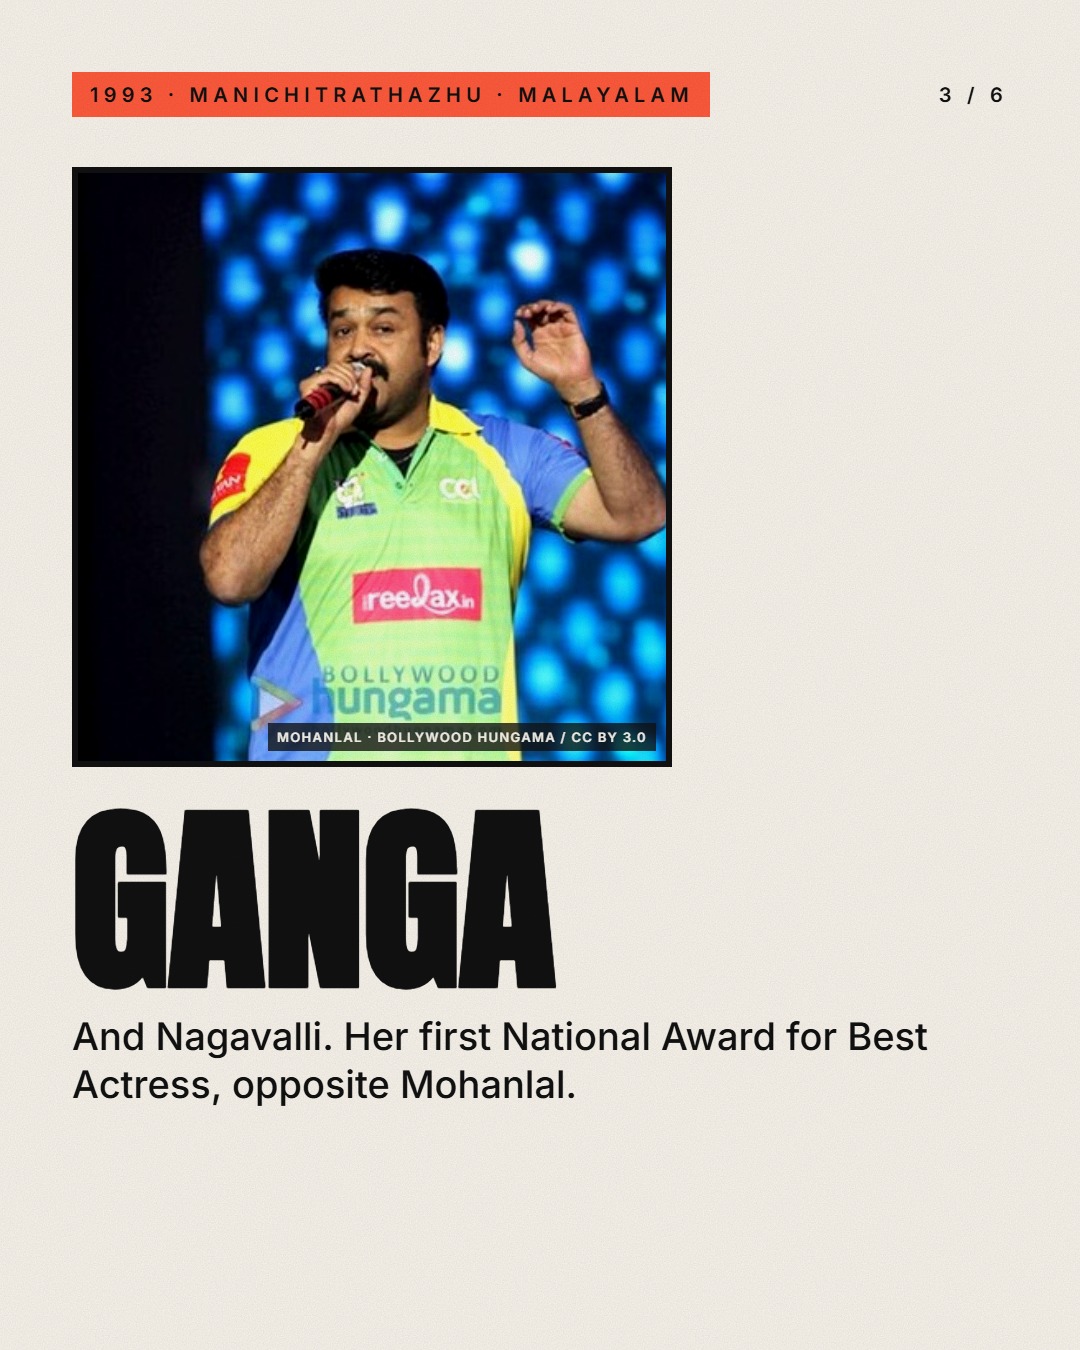 1993 · MANICHITRATHAZHU · MALAYALAM
3 / 6
CCL
reelax.in
BOLLYWOOD
hungama
MOHANLAL · BOLLYWOOD HUNGAMA / CC BY 3.0
GANGA
And Nagavalli. Her first National Award for Best
Actress, opposite Mohanlal.